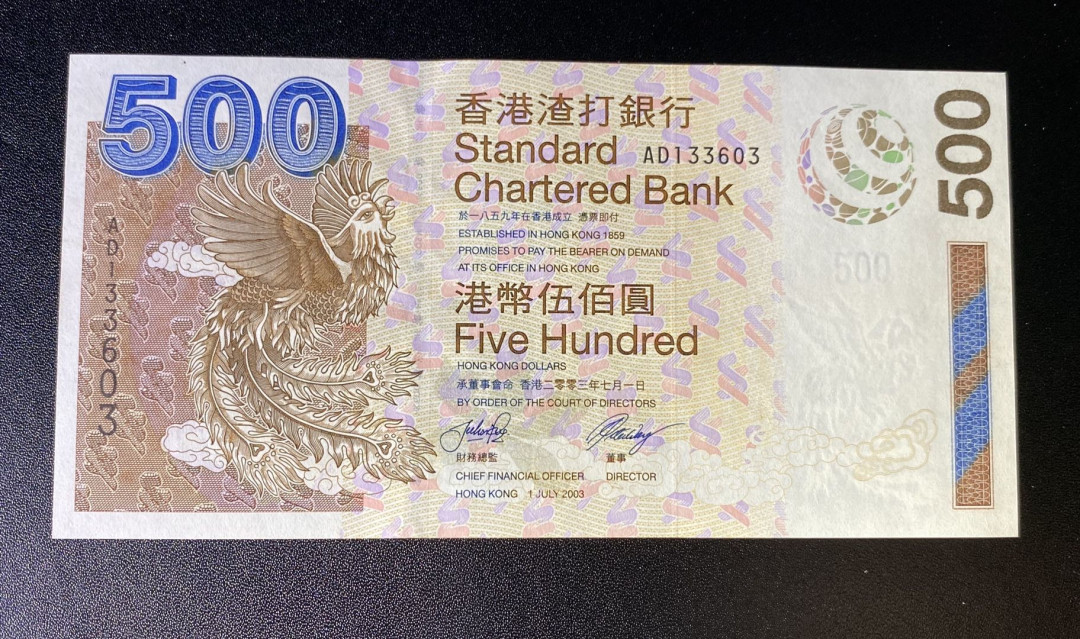 500
香港渣打銀行
Standard AD133603
Chartered Bank
於一八五九年在香港成立 憑票即付
ESTABLISHED IN HONG KONG 1859
PROMISES TO PAY THE BEARER ON DEMAND
AT ITS OFFICE IN HONG KONG
港幣伍佰圓
Five Hundred
HONG KONG DOLLARS
承董事會命 香港二零零三年七月一日
BY ORDER OF THE COURT OF DIRECTORS
財務總監 董事
CHIEF FINANCIAL OFFICER DIRECTOR
HONG KONG 1 JULY 2003
AD133603
500
500